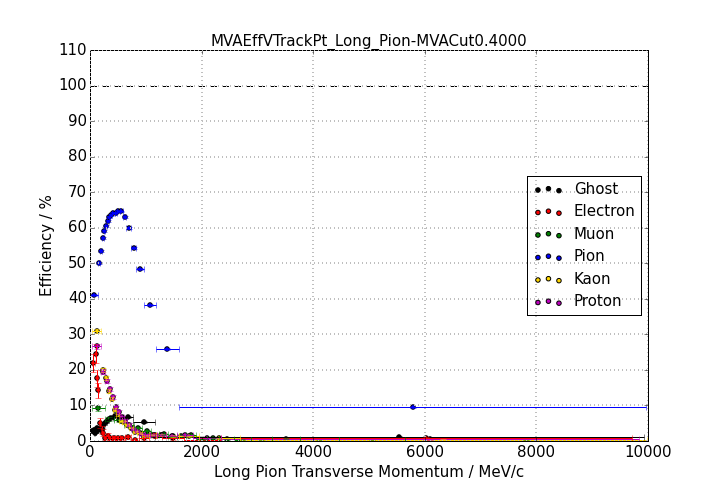 MVAEffVTrackPt_Long_Pion-MVACut0.4000
110
100
90
80
70
60
50
40
30
20
10
0
Efficiency / %
Ghost
Electron
Muon
Pion
Kaon
Proton
0 2000 4000 6000 8000 10000
Long Pion Transverse Momentum / MeV/c